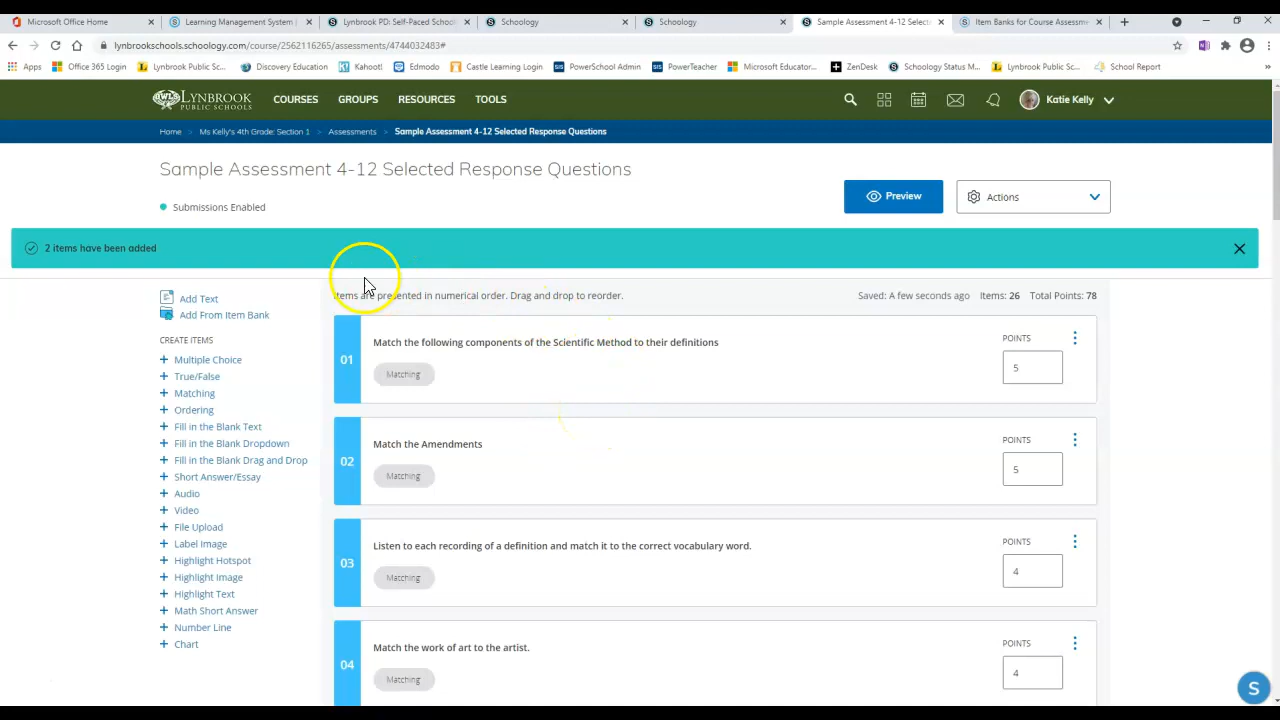 Microsoft Office Home
Learning Management System |
Lynbrook PD: Self-Paced Schoo
Schoology
Schoology
Sample Assessment 4-12 Select
Item Banks for Course Assessm
lynbrookschools.schoology.com/course/2562116265/assessments/4744032483#
Apps
Office 365 Login
Lynbrook Public Sc...
Discovery Education
Kahoot!
Edmodo
Castle Learning Login
PowerSchool Admin
PowerTeacher
Microsoft Educator...
ZenDesk
Schoology Status M...
Lynbrook Public Sc...
School Report
»
OWLS LYNBROOK
PUBLIC SCHOOLS
COURSES
GROUPS
RESOURCES
TOOLS
Katie Kelly
Home > Ms Kelly's 4th Grade: Section 1 > Assessments > Sample Assessment 4-12 Selected Response Questions
Sample Assessment 4-12 Selected Response Questions
Preview
Actions
Submissions Enabled
2 items have been added
Add Text
Add From Item Bank
CREATE ITEMS
+ Multiple Choice
+ True/False
+ Matching
+ Ordering
+ Fill in the Blank Text
+ Fill in the Blank Dropdown
+ Fill in the Blank Drag and Drop
+ Short Answer/Essay
+ Audio
+ Video
+ File Upload
+ Label Image
+ Highlight Hotspot
+ Highlight Image
+ Highlight Text
+ Math Short Answer
+ Number Line
+ Chart
Items are presented in numerical order. Drag and drop to reorder.
Saved: A few seconds ago
Items: 26
Total Points: 78
01
Match the following components of the Scientific Method to their definitions
Matching
POINTS
5
02
Match the Amendments
Matching
POINTS
5
03
Listen to each recording of a definition and match it to the correct vocabulary word.
Matching
POINTS
4
04
Match the work of art to the artist.
Matching
POINTS
4
S